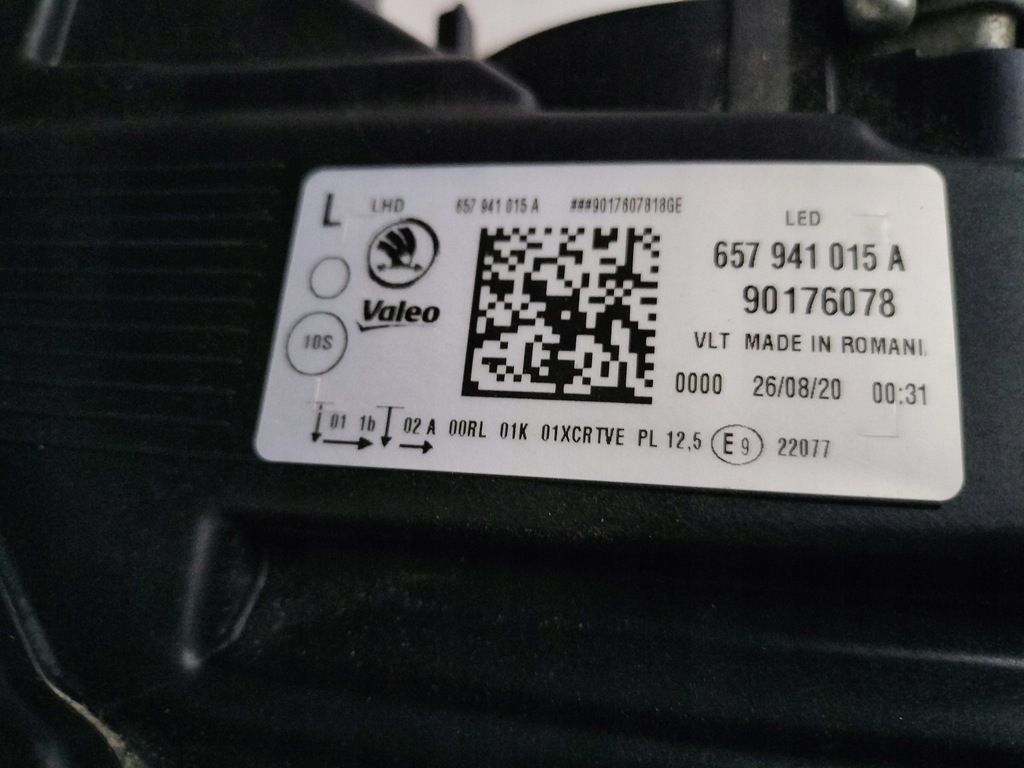 L LHD 657 941 015 A ###9017607818GE
LED
657 941 015 A
Valeo
90176078
10S
VLT MADE IN ROMANI
0000 26/08/20 00:31
01 1b 02 A 00RL 01K 01XCRTVE PL 12,5 E9 22077